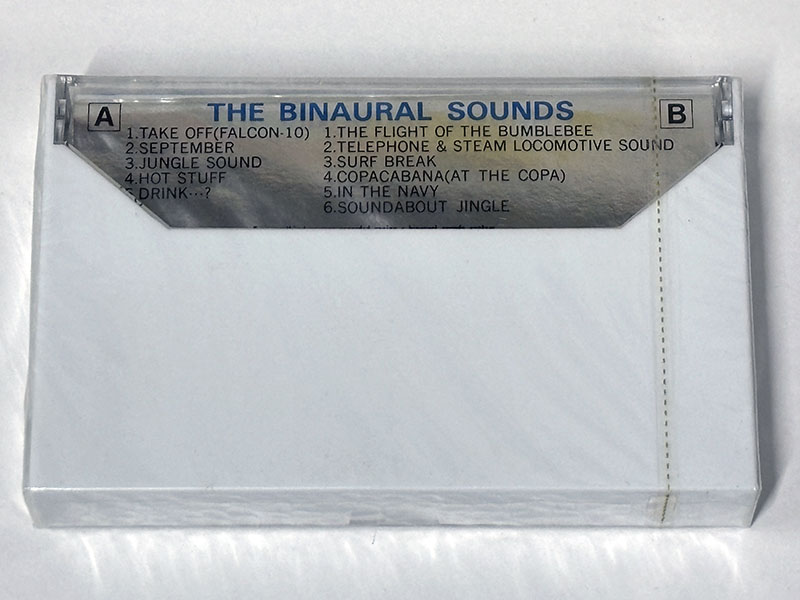 A THE BINAURAL SOUNDS B
1.TAKE OFF(FALCON-10)
2.SEPTEMBER
3.JUNGLE SOUND
4.HOT STUFF
5.DRINK···?
1.THE FLIGHT OF THE BUMBLEBEE
2.TELEPHONE & STEAM LOCOMOTIVE SOUND
3.SURF BREAK
4.COPACABANA(AT THE COPA)
5.IN THE NAVY
6.SOUNDABOUT JINGLE